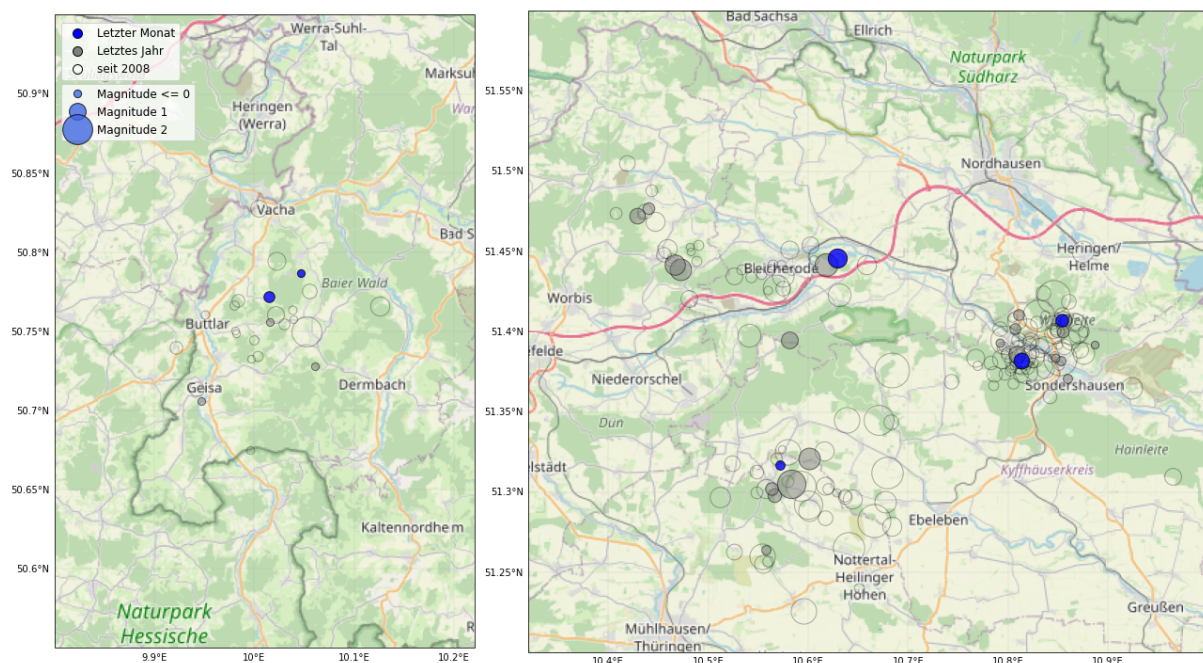 Letzter Monat
Letztes Jahr
seit 2008
Magnitude <= 0
Magnitude 1
Magnitude 2
Werra-Suhl-
Tal
Marksuhl
Heringen
(Werra)
Vacha
Bad S
Baier Wald
Buttlar
Geisa
Dermbach
Kaltennordheim
Naturpark
Hessische
R
50.9°N
50.85°N
50.8°N
50.75°N
50.7°N
50.65°N
50.6°N
9.9°E
10°E
10.1°E
10.2°E
Bad Sachsa
Ellrich
Naturpark
Südharz
Nordhausen
Heringen/
Helme
Bleicherode
Worbis
efelde
Niederorschel
Dun
elstädt
Sondershausen
Hainleite
Kyffhäuserkreis
Ebeleben
Nottertal-
Heilinger
Höhen
Mühlhausen/
Thüringen
Greußen
51.55°N
51.5°N
51.45°N
51.4°N
51.35°N
51.3°N
51.25°N
10.4°E
10.5°E
10.6°E
10.7°E
10.8°E
10.9°E